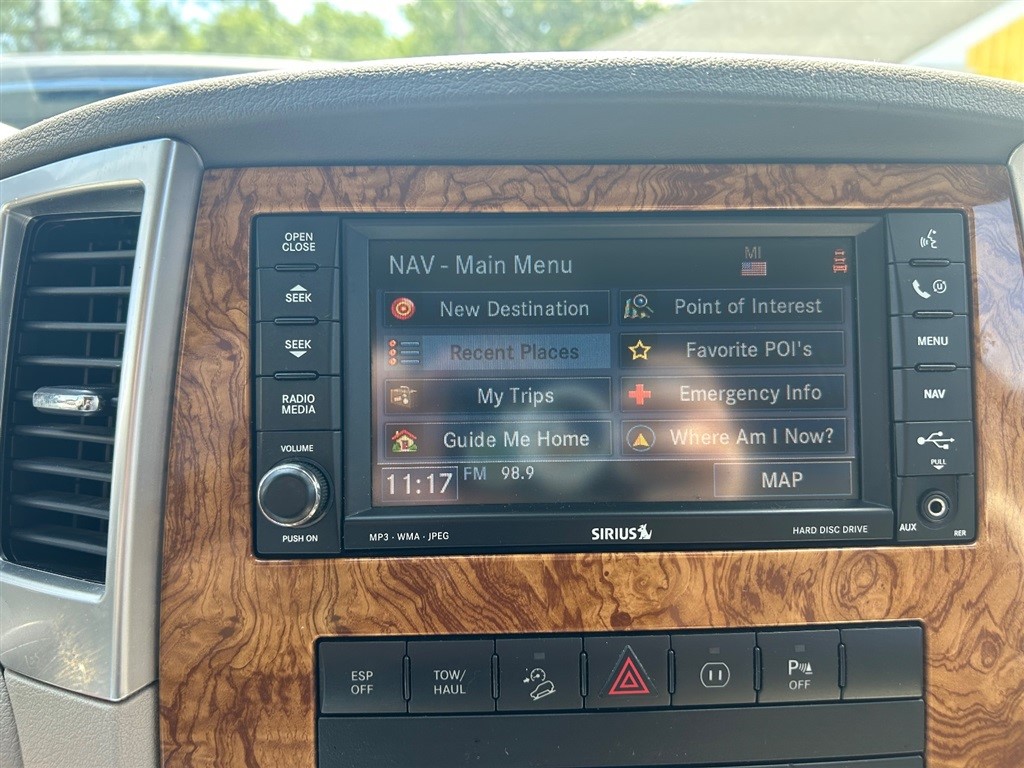 OPEN
CLOSE
SEEK
SEEK
RADIO
MEDIA
VOLUME
PUSH ON
NAV - Main Menu
MI
New Destination
Point of Interest
Recent Places
Favorite POI's
My Trips
Emergency Info
Guide Me Home
Where Am I Now?
11:17
FM 98.9
MAP
MP3 · WMA · JPEG
SIRIUS
HARD DISC DRIVE
MENU
NAV
PULL
AUX
RER
ESP
OFF
TOW/
HAUL
P
OFF